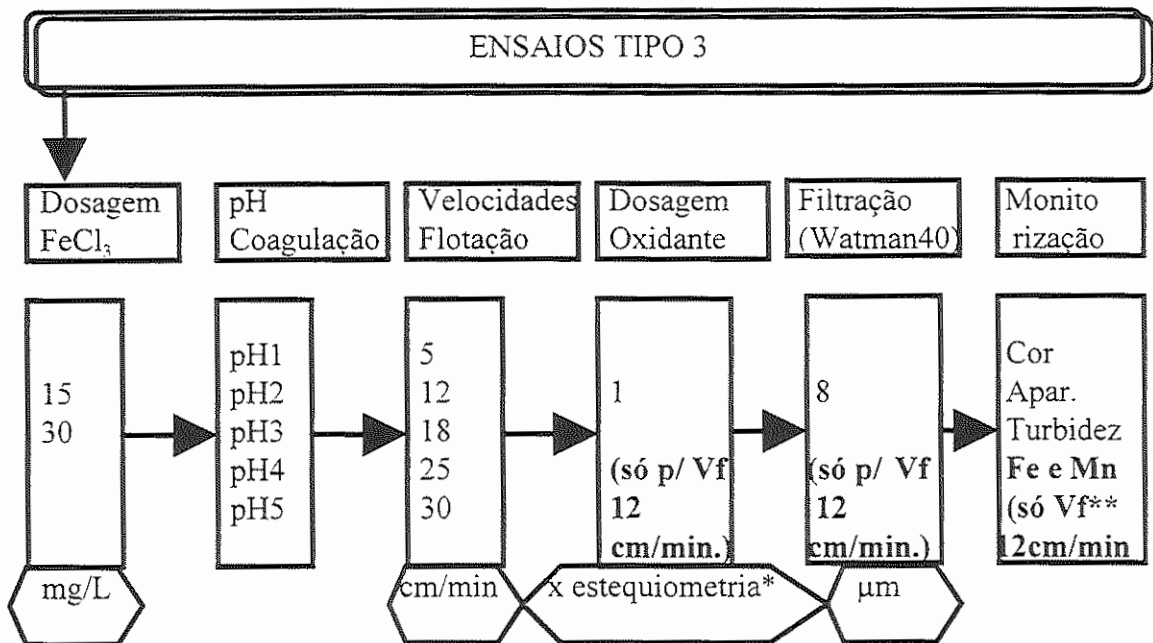 ENSAIOS TIPO 3
Dosagem
FeCl₃
pH
Coagulação
Velocidades
Flotação
Dosagem
Oxidante
Filtração
(Watman40)
Monito
rização
15
30
pH1
pH2
pH3
pH4
pH5
5
12
18
25
30
1
(só p/ Vf
12
cm/min.)
8
(só p/ Vf
12
cm/min.)
Cor
Apar.
Turbidez
Fe e Mn
(só Vf**
12cm/min
mg/L
cm/min
x estequiometria*
µm